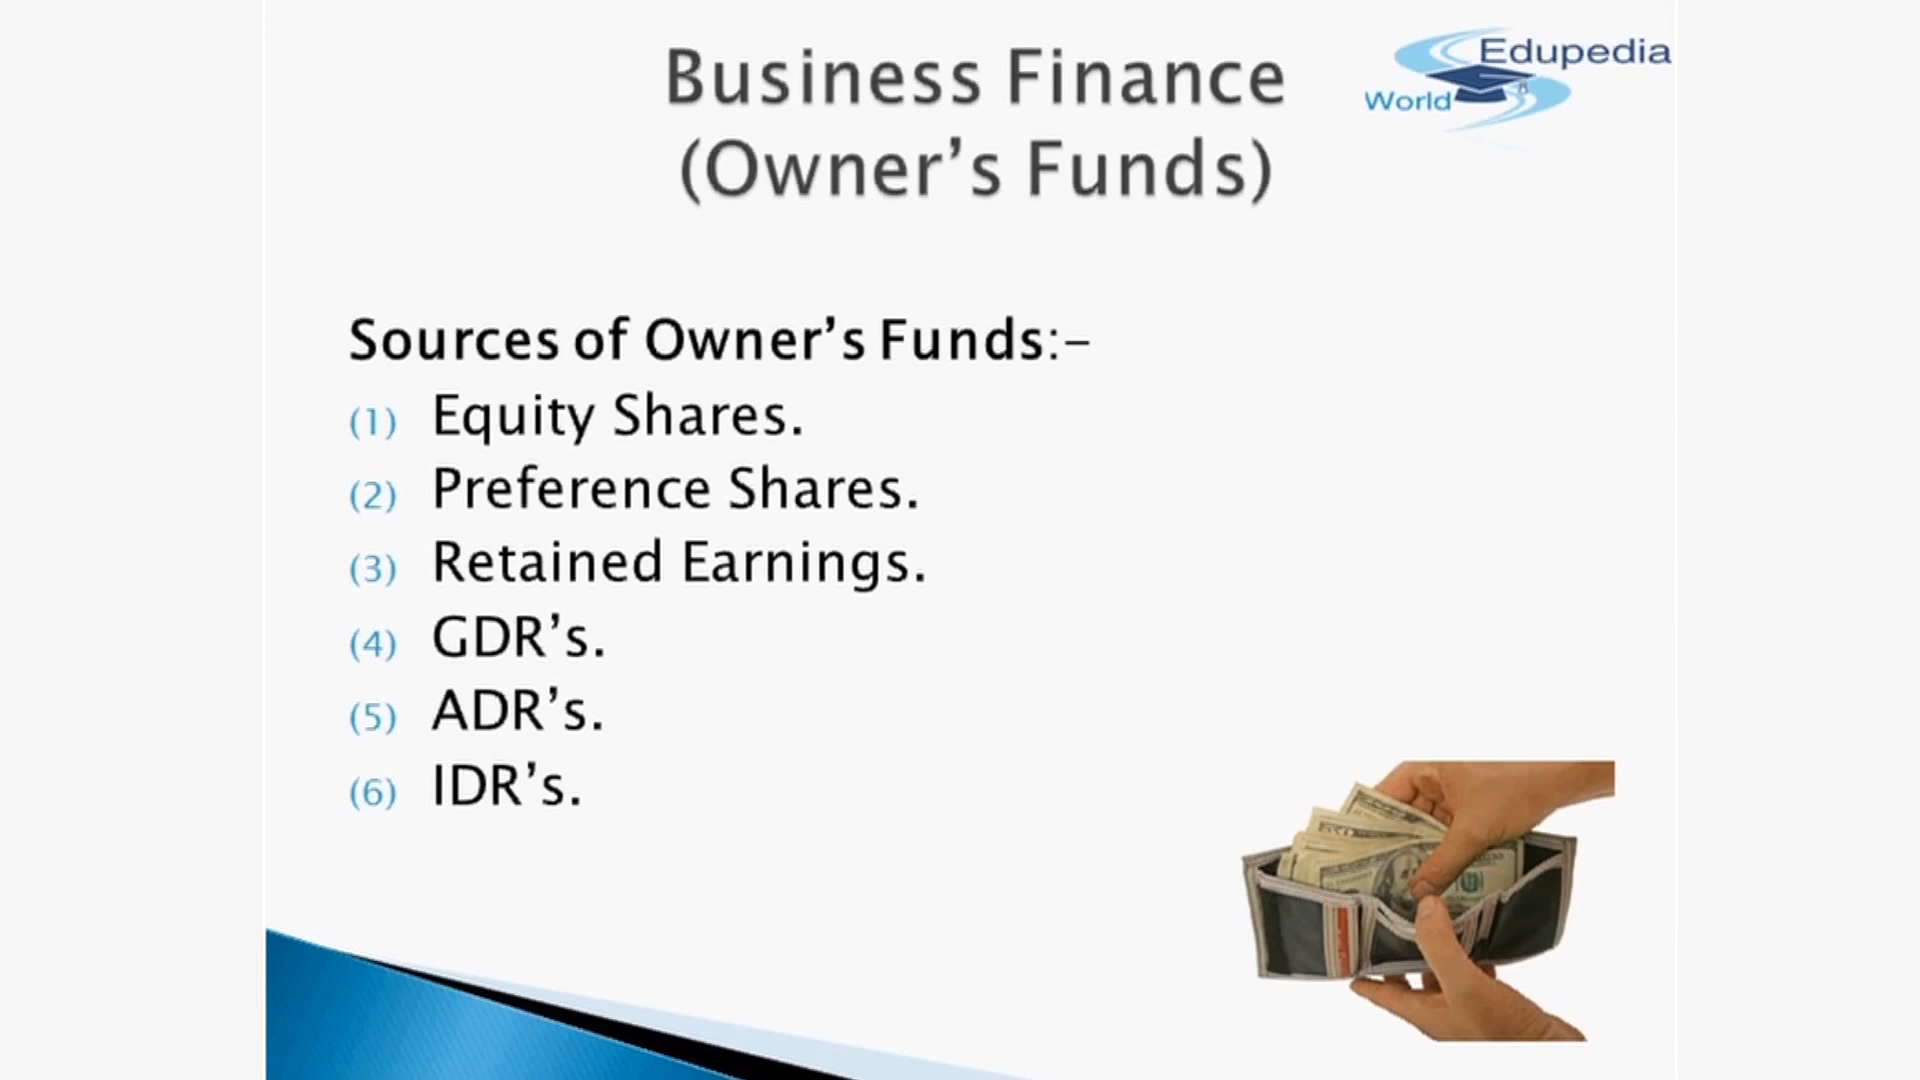 Business Finance
(Owner’s Funds)
Edupedia
World
Sources of Owner’s Funds:-
(1) Equity Shares.
(2) Preference Shares.
(3) Retained Earnings.
(4) GDR’s.
(5) ADR’s.
(6) IDR’s.